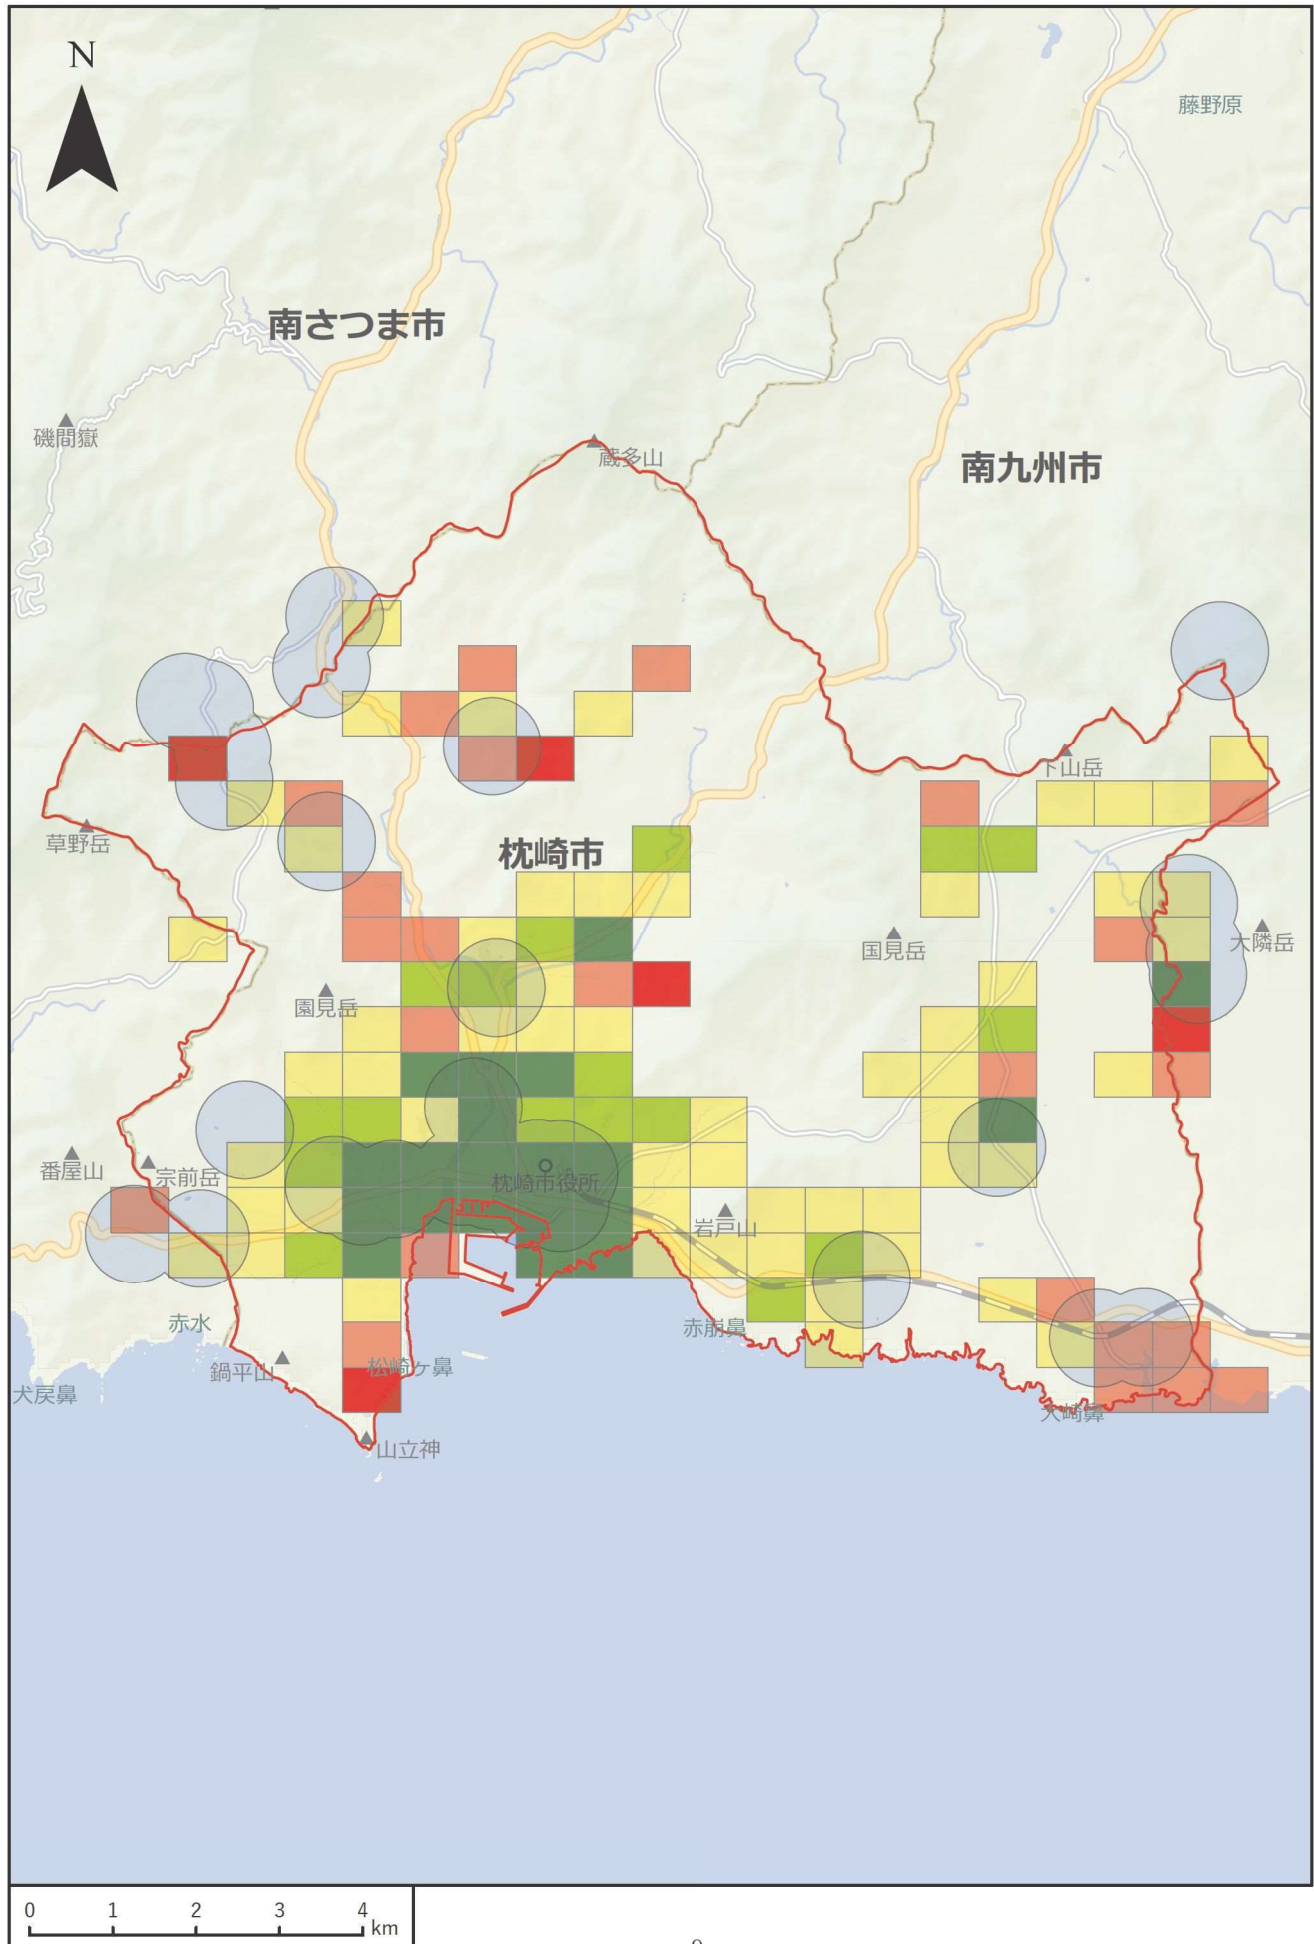 N
藤野原
南さつま市
磯間嶽
蔵多山
南九州市
下山岳
草野岳
枕崎市
国見岳
大隣岳
園見岳
番屋山
宗前岳
枕崎市役所
岩戸山
赤水
赤崩鼻
鍋平山
松崎ケ鼻
犬戻鼻
大崎鼻
山立神
0 1 2 3 4 km